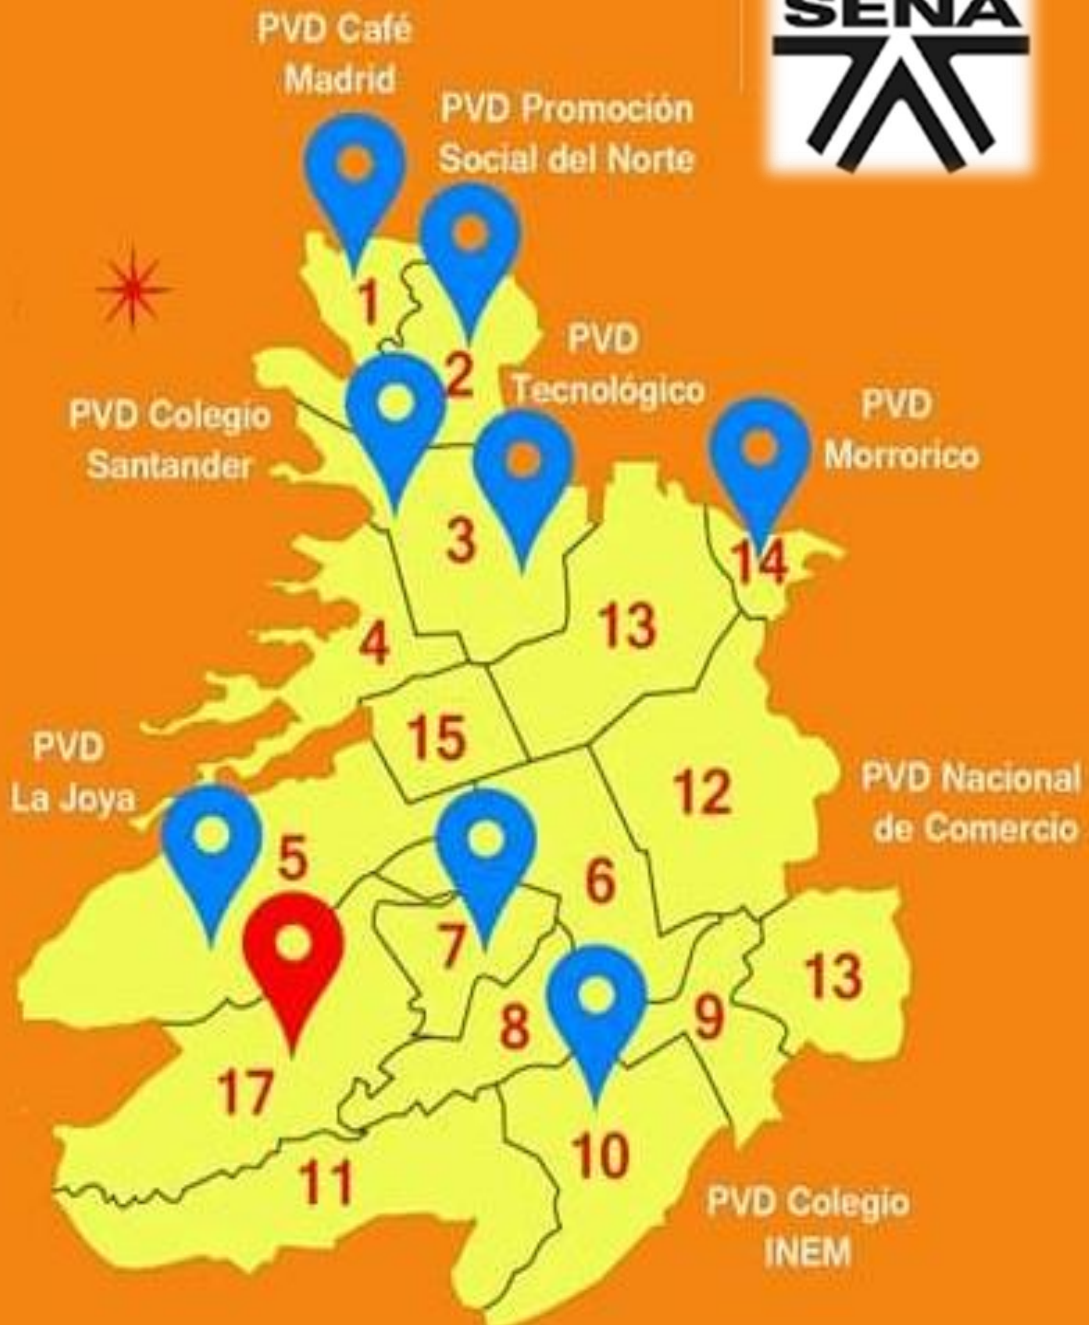 SENA
PVD Café
Madrid
PVD Promoción
Social del Norte
1
PVD
Tecnológico
2
PVD Colegio
Santander
PVD
Morrorico
3
14
13
4
15
PVD
La Joya
12
PVD Nacional
de Comercio
5
6
7
13
8
9
17
10
11
PVD Colegio
INEM